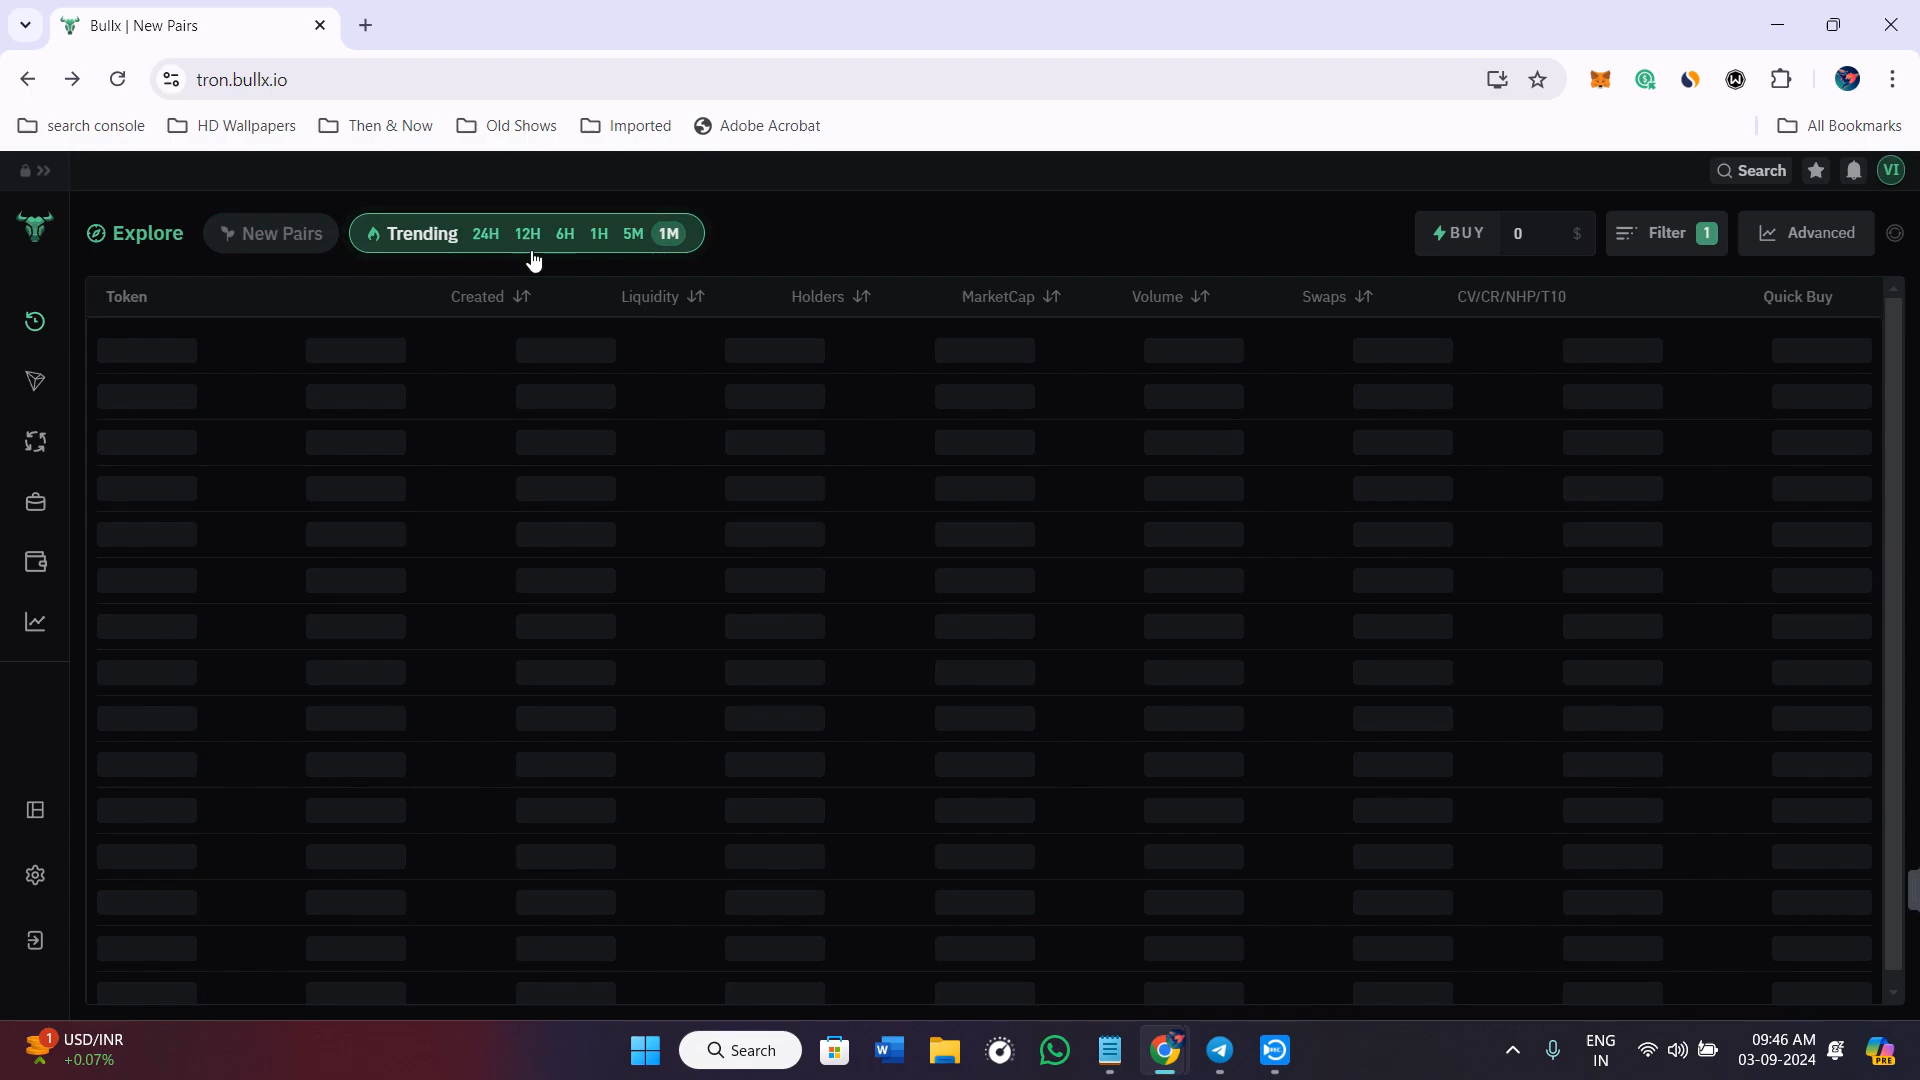 Bullx | New Pairs
tron.bullx.io
search console
HD Wallpapers
Then & Now
Old Shows
Imported
Adobe Acrobat
All Bookmarks
Search
VI
Explore
New Pairs
Trending 24H 12H 6H 1H 5M 1M
BUY 0 $
Filter 1
Advanced
Token
Created
Liquidity
Holders
MarketCap
Volume
Swaps
CV/CR/NHP/T10
Quick Buy
1
USD/INR
+0.07%
Search
W
REC
ENG
IN
09:46 AM
03-09-2024
PRE